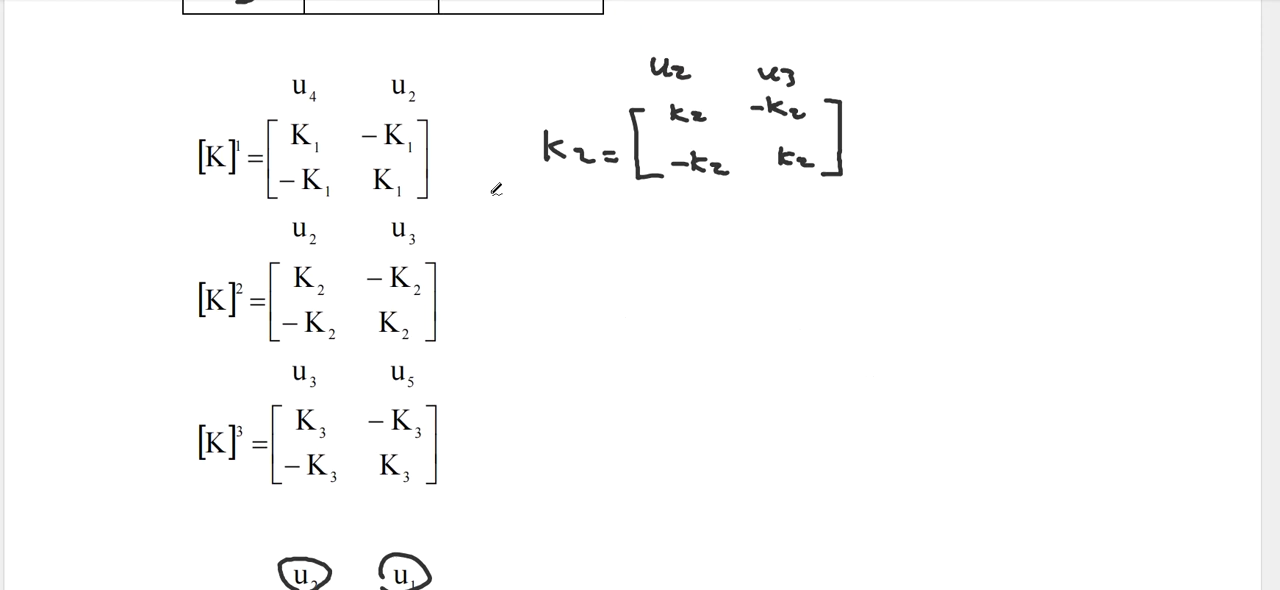 u₄ u₂
[K]¹ = [ K₁ −K₁
−K₁ K₁ ]
u₂ u₃
[K]² = [ K₂ −K₂
−K₂ K₂ ]
u₃ u₅
[K]³ = [ K₃ −K₃
−K₃ K₃ ]
u₁
u2 u3
K2 = [ k2 -k2
-k2 k2 ]